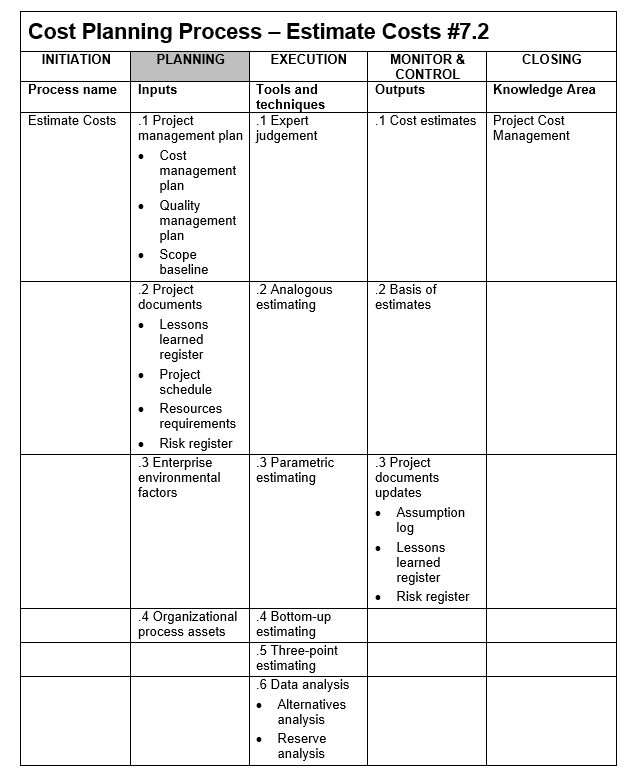 Cost Planning Process – Estimate Costs #7.2
INITIATION
PLANNING
EXECUTION
MONITOR &
CONTROL
CLOSING
Process name
Inputs
Tools and
techniques
Outputs
Knowledge Area
Estimate Costs
.1 Project
management plan
• Cost
management
plan
• Quality
management
plan
• Scope
baseline
.1 Expert
judgement
.1 Cost estimates
Project Cost
Management
.2 Project
documents
• Lessons
learned
register
• Project
schedule
• Resources
requirements
• Risk register
.2 Analogous
estimating
.2 Basis of
estimates
.3 Enterprise
environmental
factors
.3 Parametric
estimating
.3 Project
documents
updates
• Assumption
log
• Lessons
learned
register
• Risk register
.4 Organizational
process assets
.4 Bottom-up
estimating
.5 Three-point
estimating
.6 Data analysis
• Alternatives
analysis
• Reserve
analysis